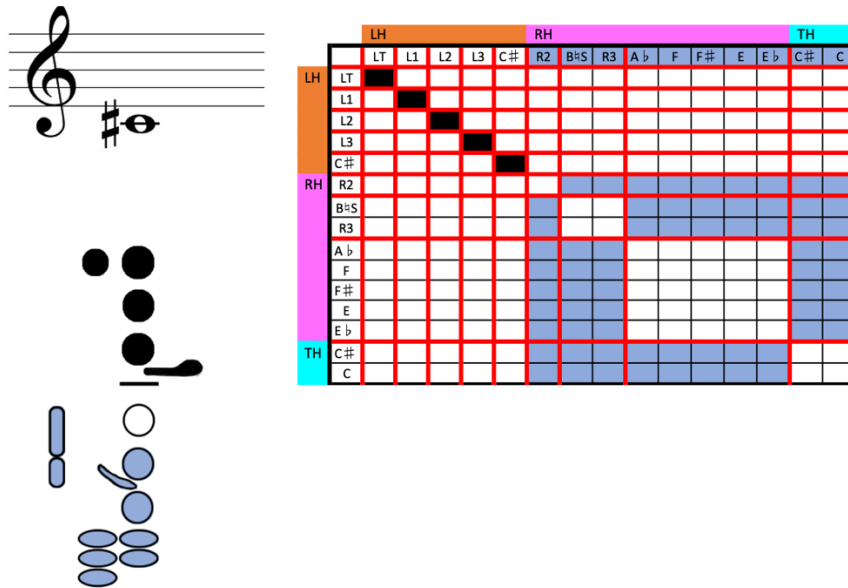 LH RH TH
LT L1 L2 L3 C♯ R2 B♮S R3 A♭ F F♯ E E♭ C♯ C
LH LT
L1
L2
L3
C♯
RH R2
B♮S
R3
A♭
F
F♯
E
E♭
TH C♯
C